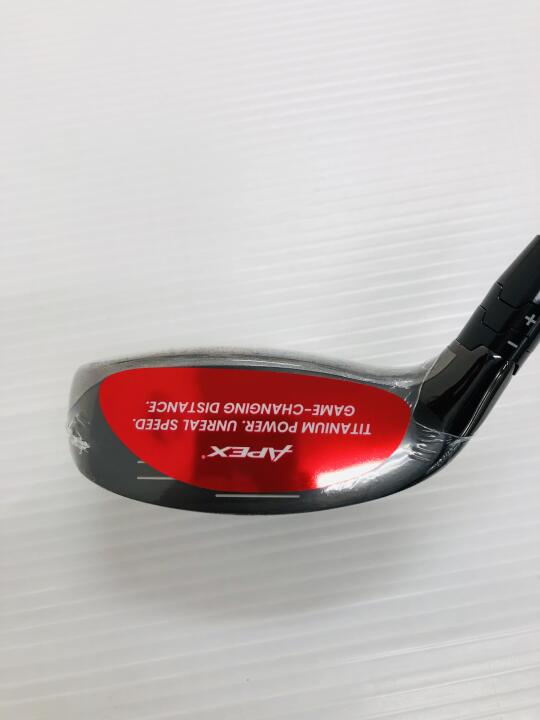 APEX®
TITANIUM POWER. UNREAL SPEED.
GAME-CHANGING DISTANCE.
+
−